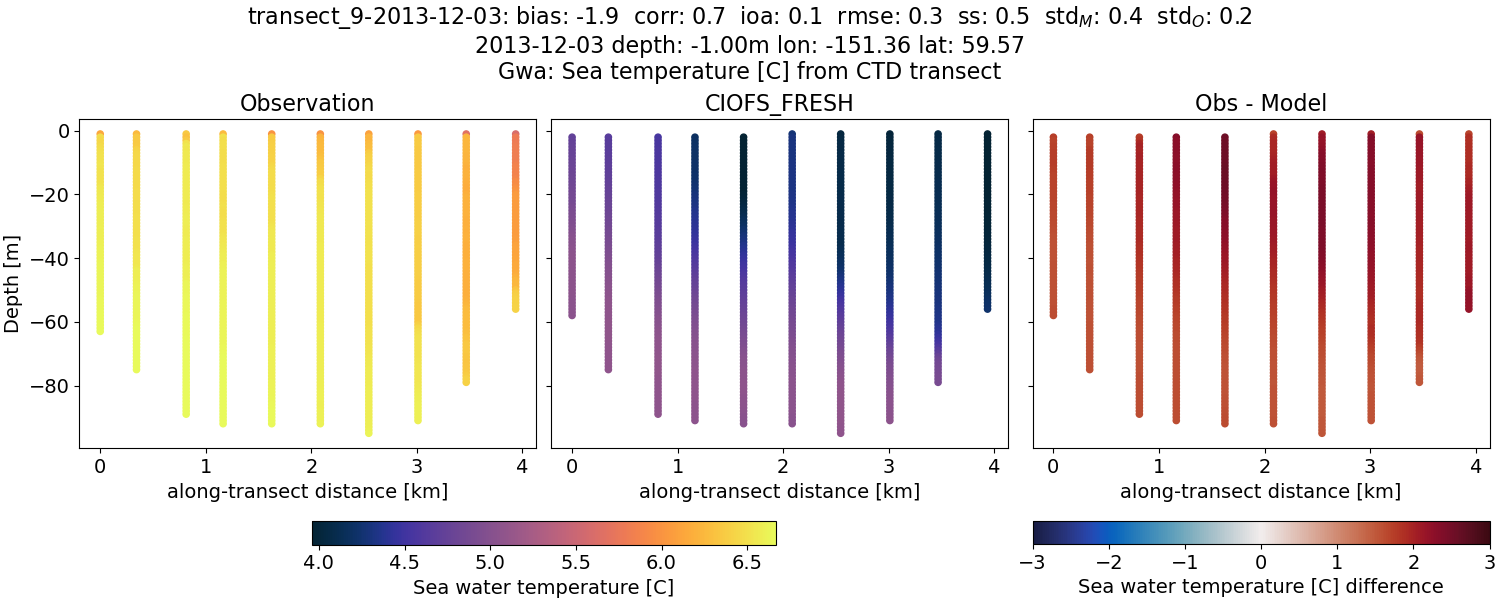 transect_9-2013-12-03: bias: -1.9 corr: 0.7 ioa: 0.1 rmse: 0.3 ss: 0.5 std_M: 0.4 std_O: 0.2
2013-12-03 depth: -1.00m lon: -151.36 lat: 59.57
Gwa: Sea temperature [C] from CTD transect
Observation
CIOFS_FRESH
Obs - Model
Depth [m]
0
−20
−40
−60
−80
0 1 2 3 4
0 1 2 3 4
0 1 2 3 4
along-transect distance [km]
along-transect distance [km]
along-transect distance [km]
4.0 4.5 5.0 5.5 6.0 6.5
Sea water temperature [C]
−3 −2 −1 0 1 2 3
Sea water temperature [C] difference